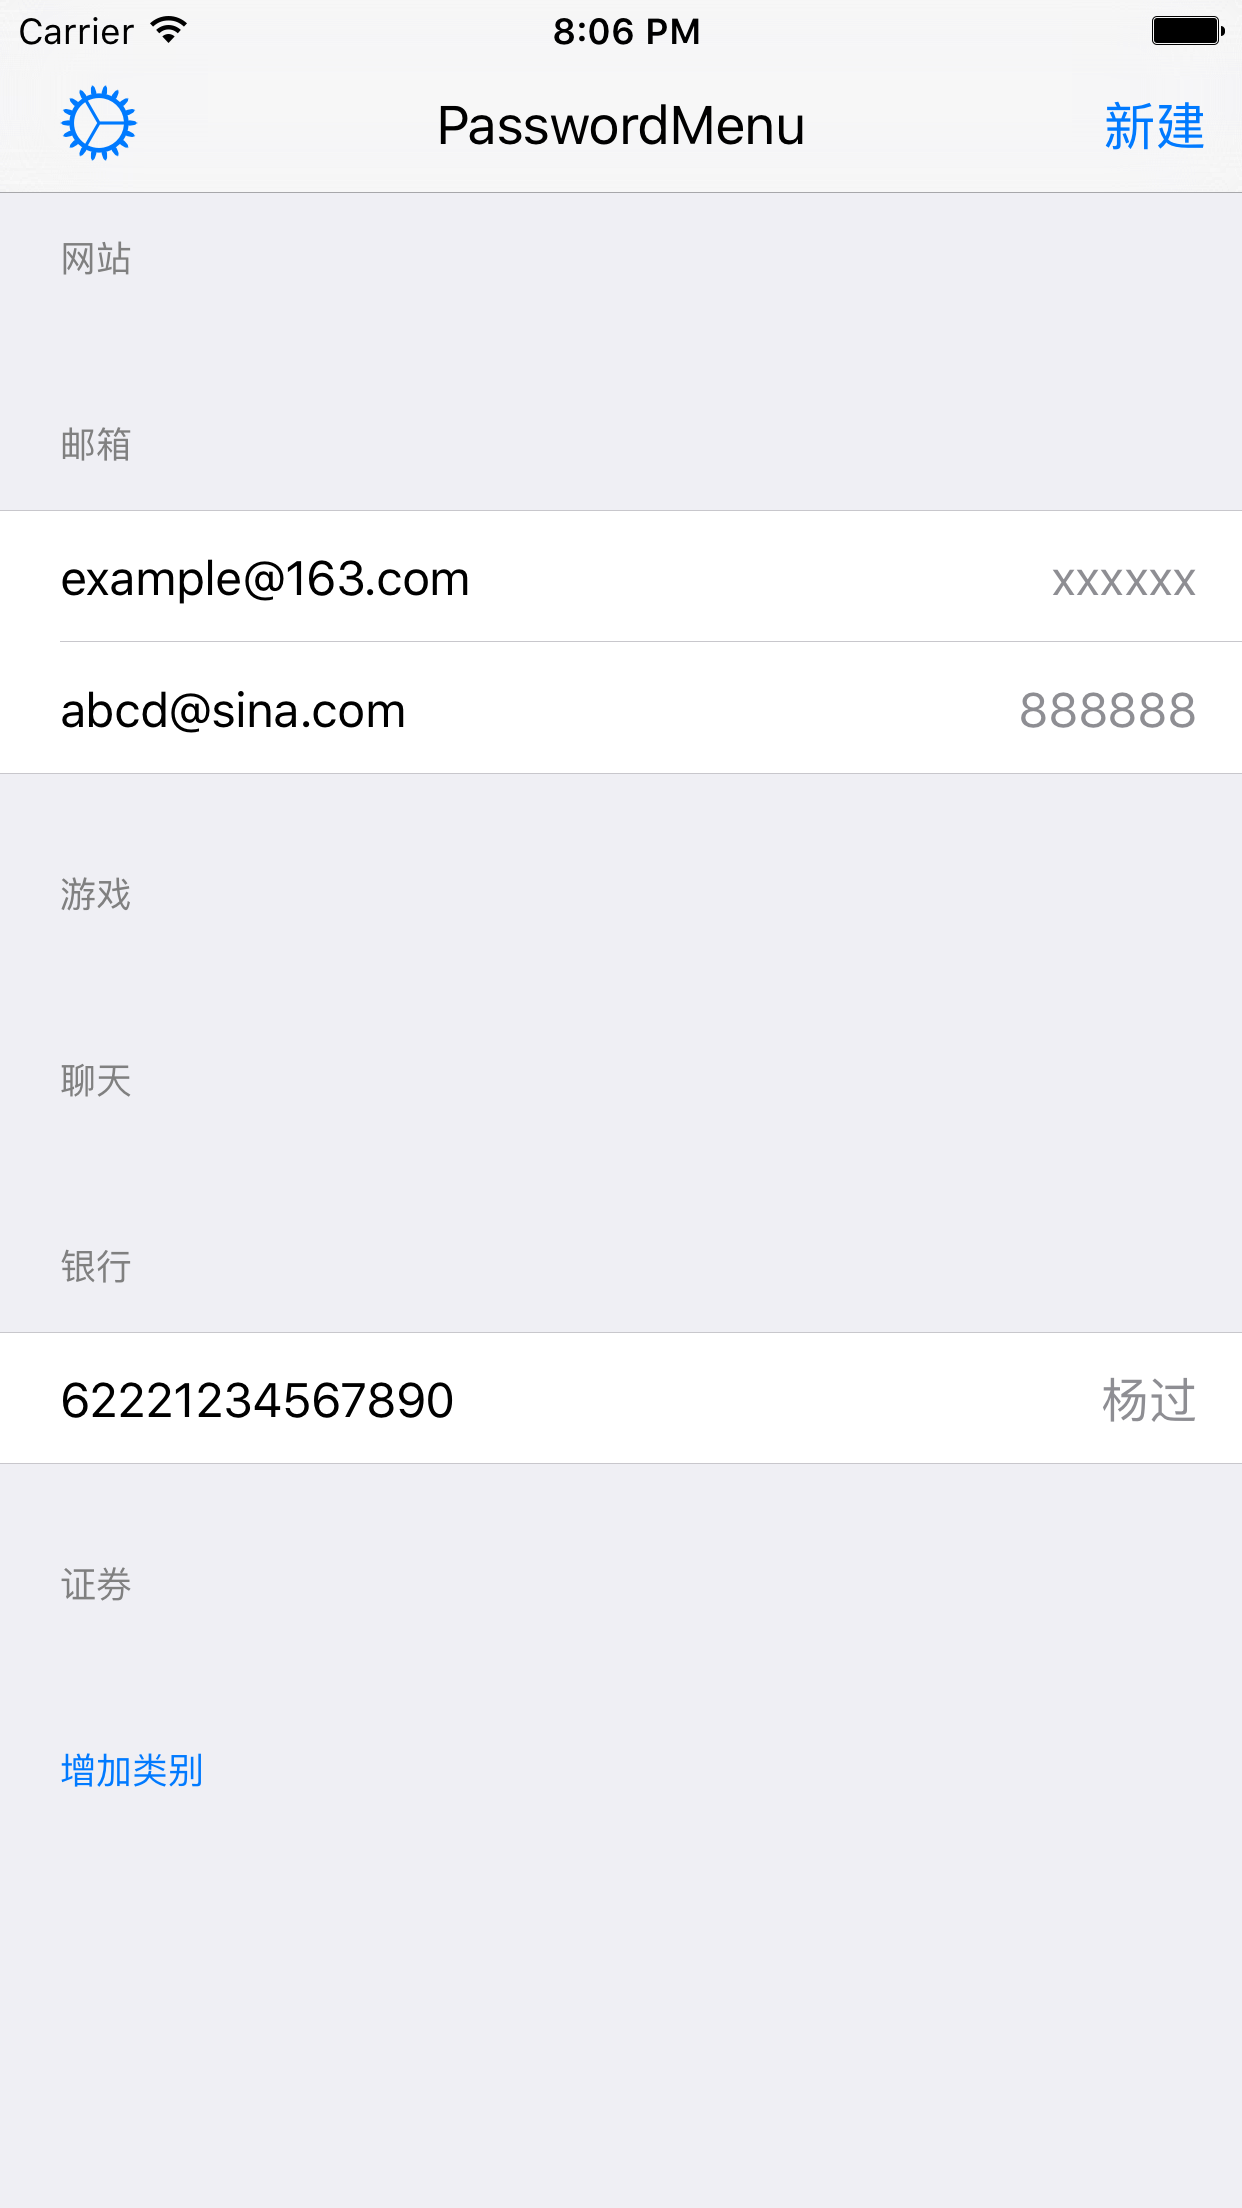 Carrier 8:06 PM
PasswordMenu 新建
网站
邮箱
example@163.com xxxxxx
abcd@sina.com 888888
游戏
聊天
银行
62221234567890 杨过
证券
增加类别